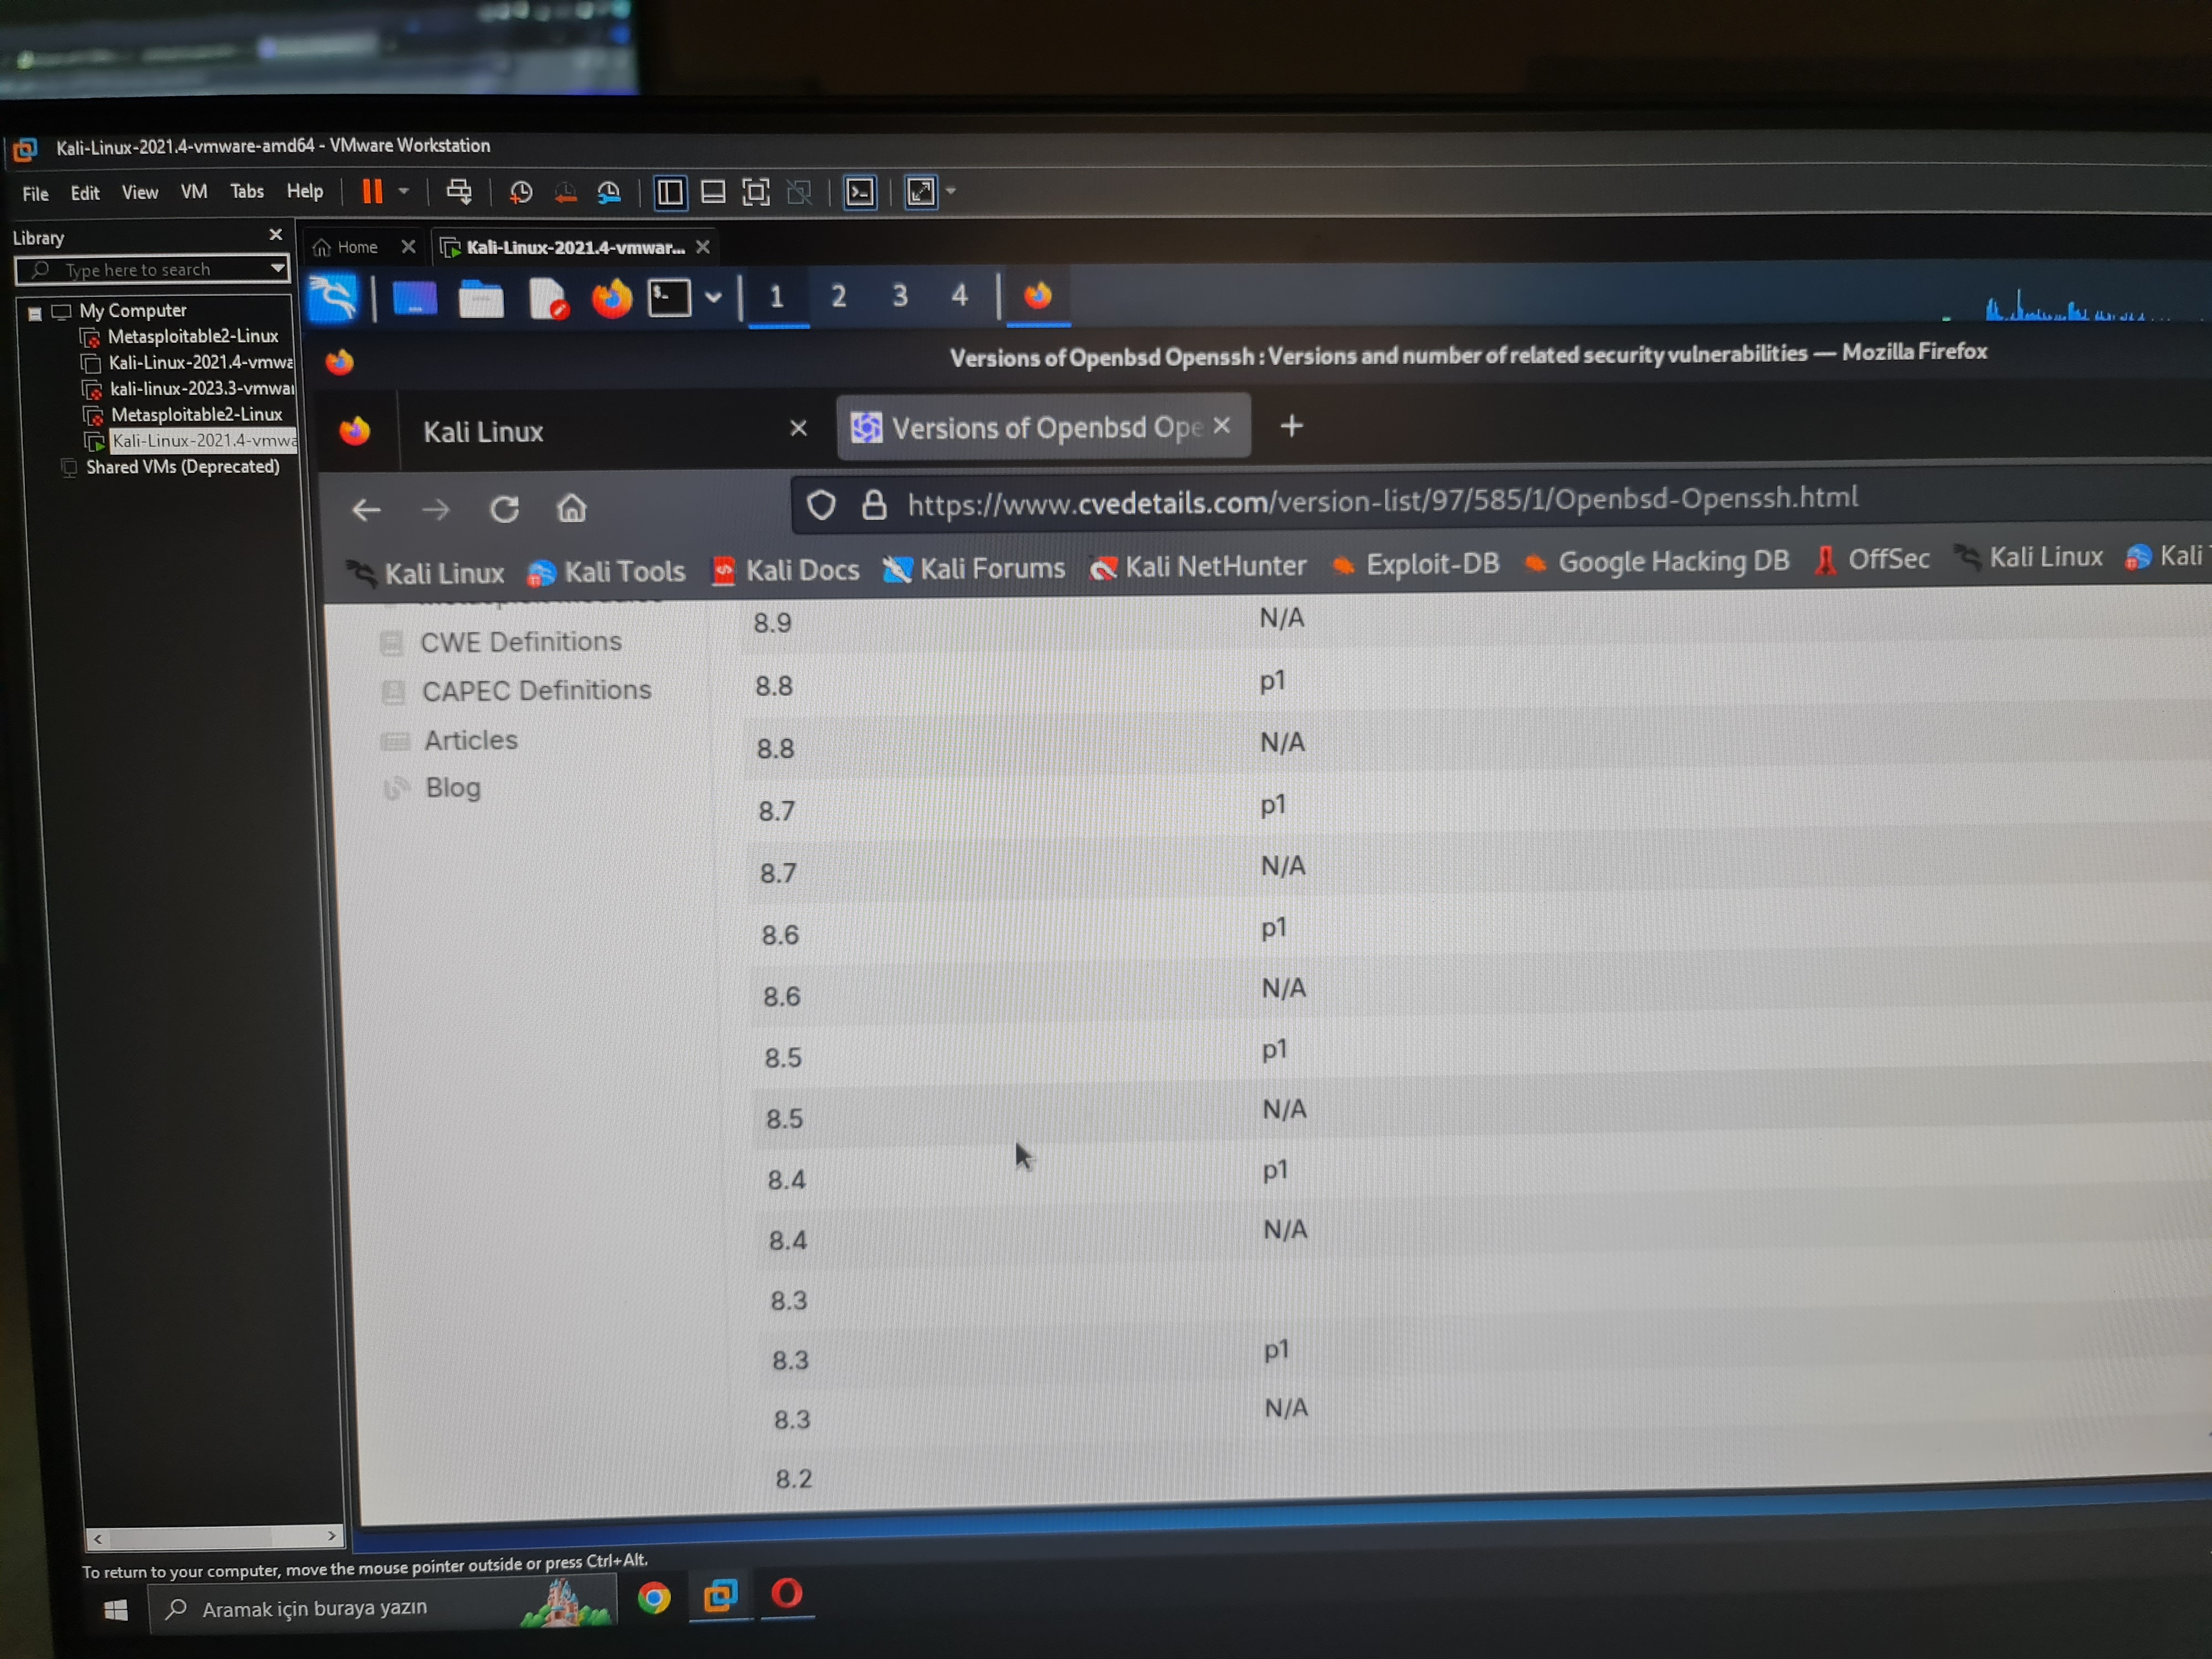 Kali-Linux-2021.4-vmware-amd64 - VMware Workstation
File Edit View VM Tabs Help
Library
Type here to search
My Computer
Metasploitable2-Linux
Kali-Linux-2021.4-vmwa
kali-linux-2023.3-vmwar
Metasploitable2-Linux
Kali-Linux-2021.4-vmwa
Shared VMs (Deprecated)
Home Kali-Linux-2021.4-vmwar...
1 2 3 4
Versions of Openbsd Openssh : Versions and number of related security vulnerabilities — Mozilla Firefox
Kali Linux Versions of Openbsd Ope
https://www.cvedetails.com/version-list/97/585/1/Openbsd-Openssh.html
Kali Linux Kali Tools Kali Docs Kali Forums Kali NetHunter Exploit-DB Google Hacking DB OffSec Kali Linux Kali
CWE Definitions
CAPEC Definitions
Articles
Blog
8.9 N/A
8.8 p1
8.8 N/A
8.7 p1
8.7 N/A
8.6 p1
8.6 N/A
8.5 p1
8.5 N/A
8.4 p1
8.4 N/A
8.3
8.3 p1
8.3 N/A
8.2
To return to your computer, move the mouse pointer outside or press Ctrl+Alt.
Aramak için buraya yazın